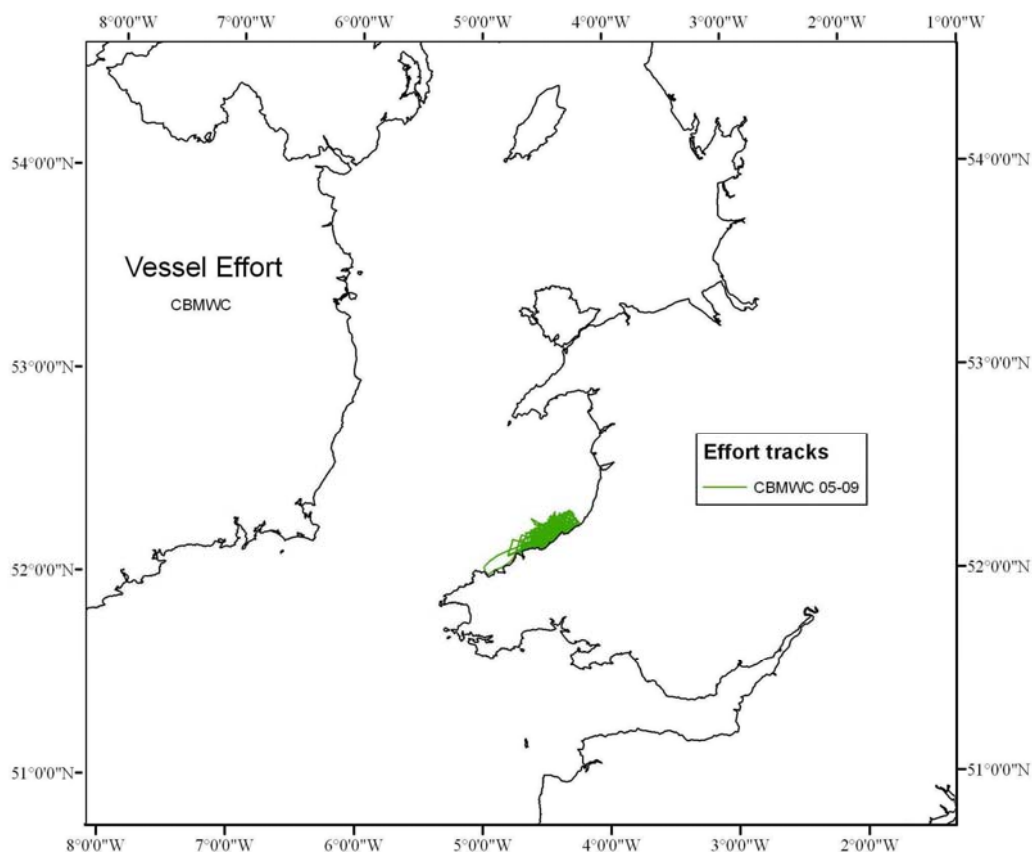 8°0'0"W 7°0'0"W 6°0'0"W 5°0'0"W 4°0'0"W 3°0'0"W 2°0'0"W 1°0'0"W
54°0'0"N 54°0'0"N
Vessel Effort
CBMWC
53°0'0"N 53°0'0"N
Effort tracks
CBMWC 05-09
52°0'0"N 52°0'0"N
51°0'0"N 51°0'0"N
8°0'0"W 7°0'0"W 6°0'0"W 5°0'0"W 4°0'0"W 3°0'0"W 2°0'0"W